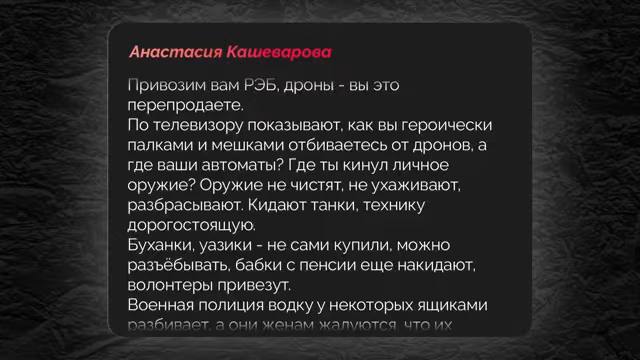 Анастасия Кашеварова
Привозим вам РЭБ, дроны - вы это
перепродаете.
По телевизору показывают, как вы героически
палками и мешками отбиваетесь от дронов, а
где ваши автоматы? Где ты кинул личное
оружие? Оружие не чистят, не ухаживают,
разбрасывают. Кидают танки, технику
дорогостоящую.
Буханки, уазики - не сами купили, можно
разъёбывать, бабки с пенсии еще накидают,
волонтеры привезут.
Военная полиция водку у некоторых ящиками
разбивает, а они женам жалуются, что их